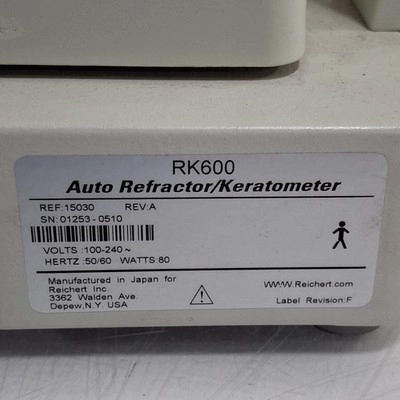 RK600
Auto Refractor/Keratometer
REF:15030 REV:A
SN:01253-0510
VOLTS:100-240~
HERTZ:50/60 WATTS:80
Manufactured in Japan for
Reichert Inc.
3362 Walden Ave.
Depew,N.Y. USA
WWW.Reichert.com
Label Revision:F